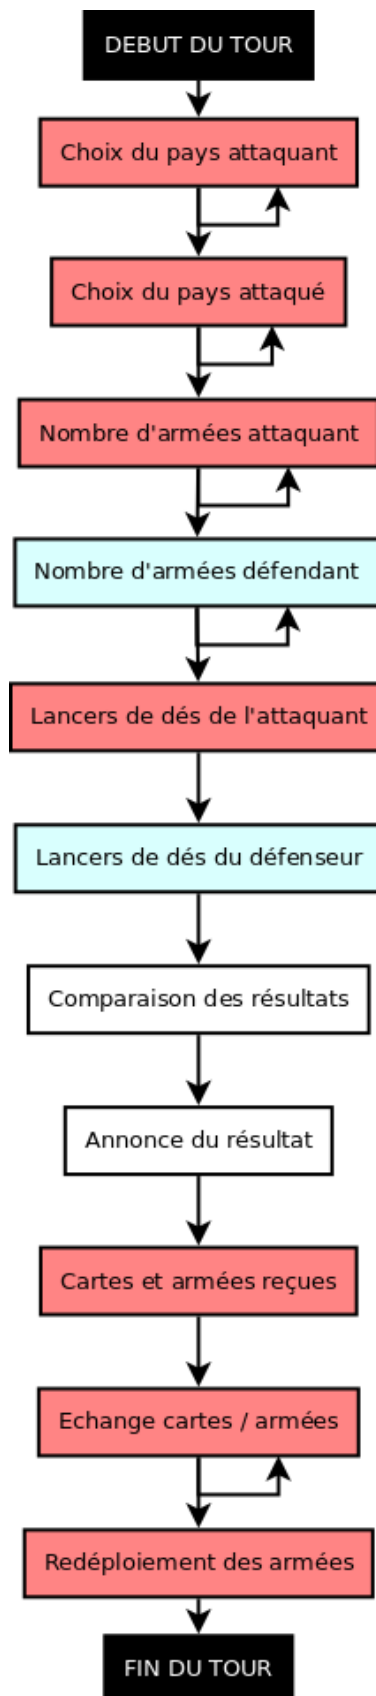 DEBUT DU TOUR
Choix du pays attaquant
Choix du pays attaqué
Nombre d'armées attaquant
Nombre d'armées défendant
Lancers de dés de l'attaquant
Lancers de dés du défenseur
Comparaison des résultats
Annonce du résultat
Cartes et armées reçues
Echange cartes / armées
Redéploiement des armées
FIN DU TOUR